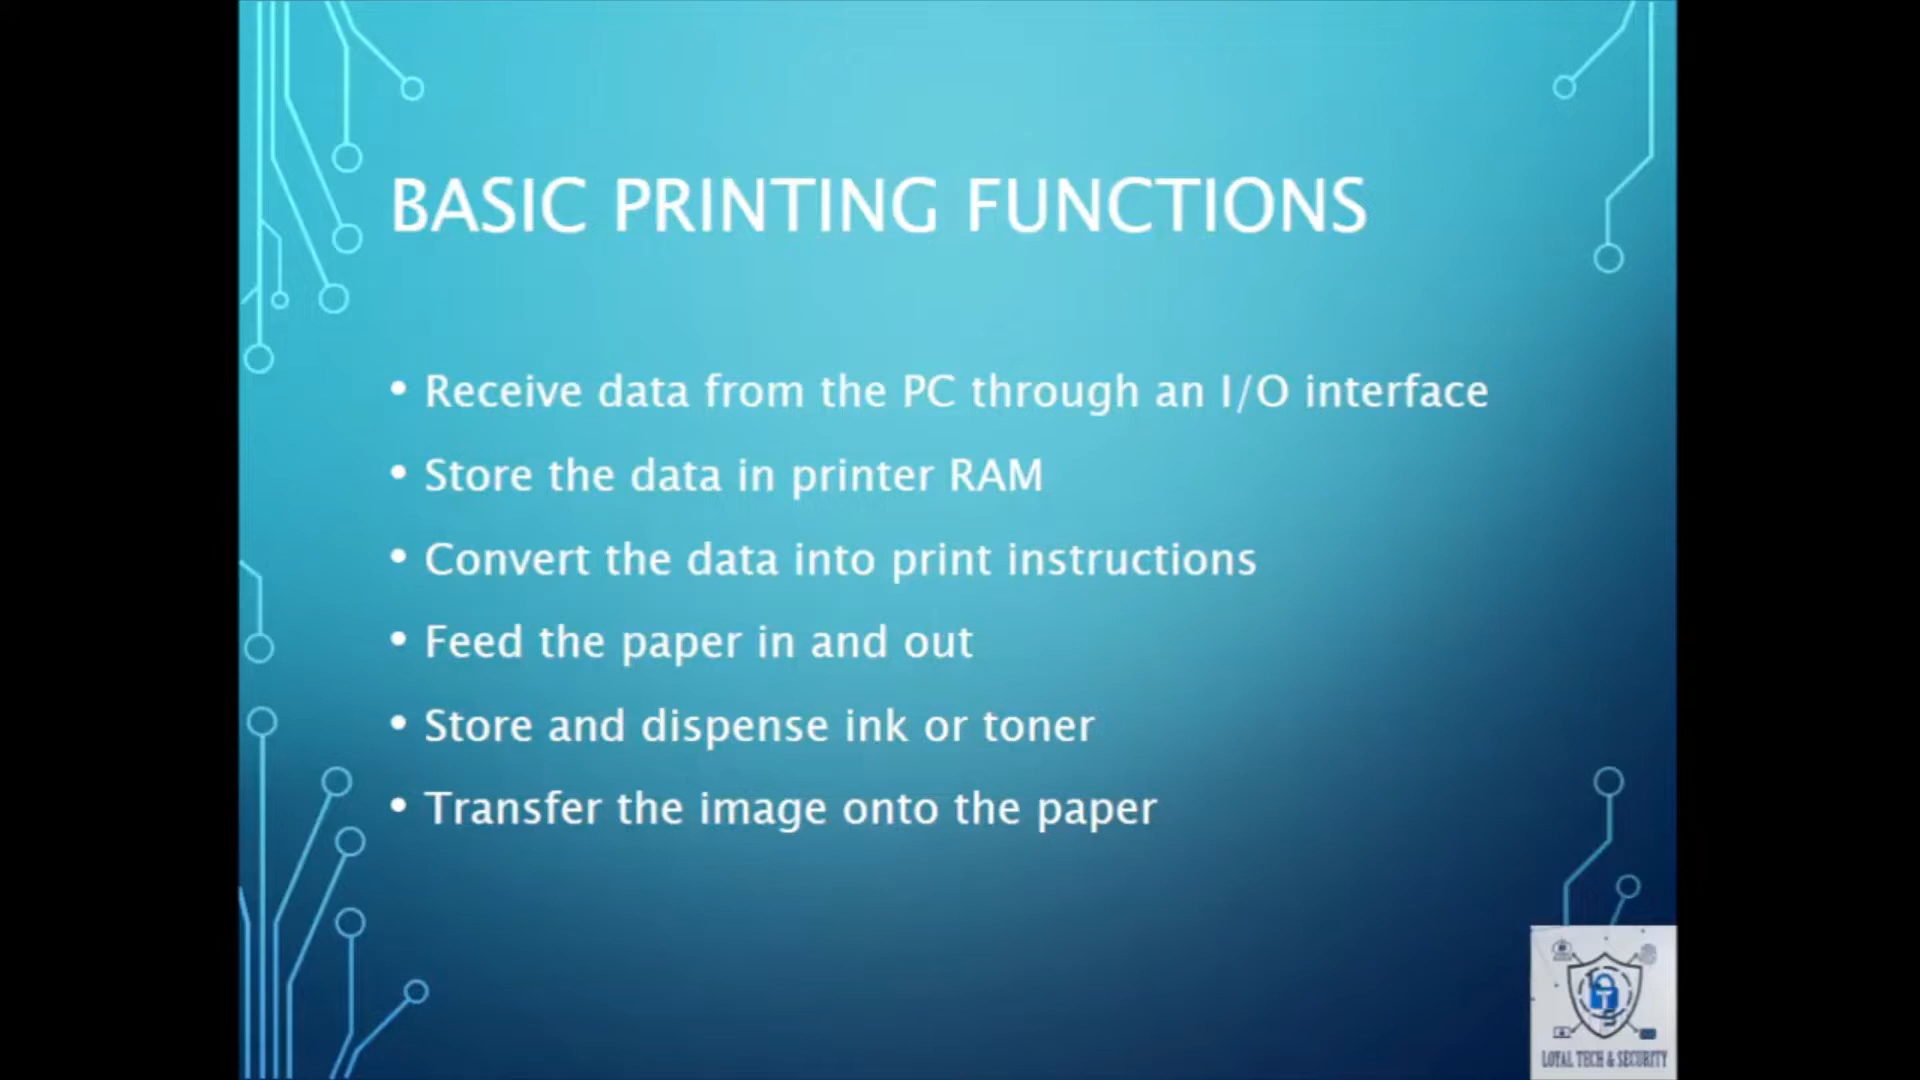 BASIC PRINTING FUNCTIONS
• Receive data from the PC through an I/O interface
• Store the data in printer RAM
• Convert the data into print instructions
• Feed the paper in and out
• Store and dispense ink or toner
• Transfer the image onto the paper
LOYAL TECH & SECURITY